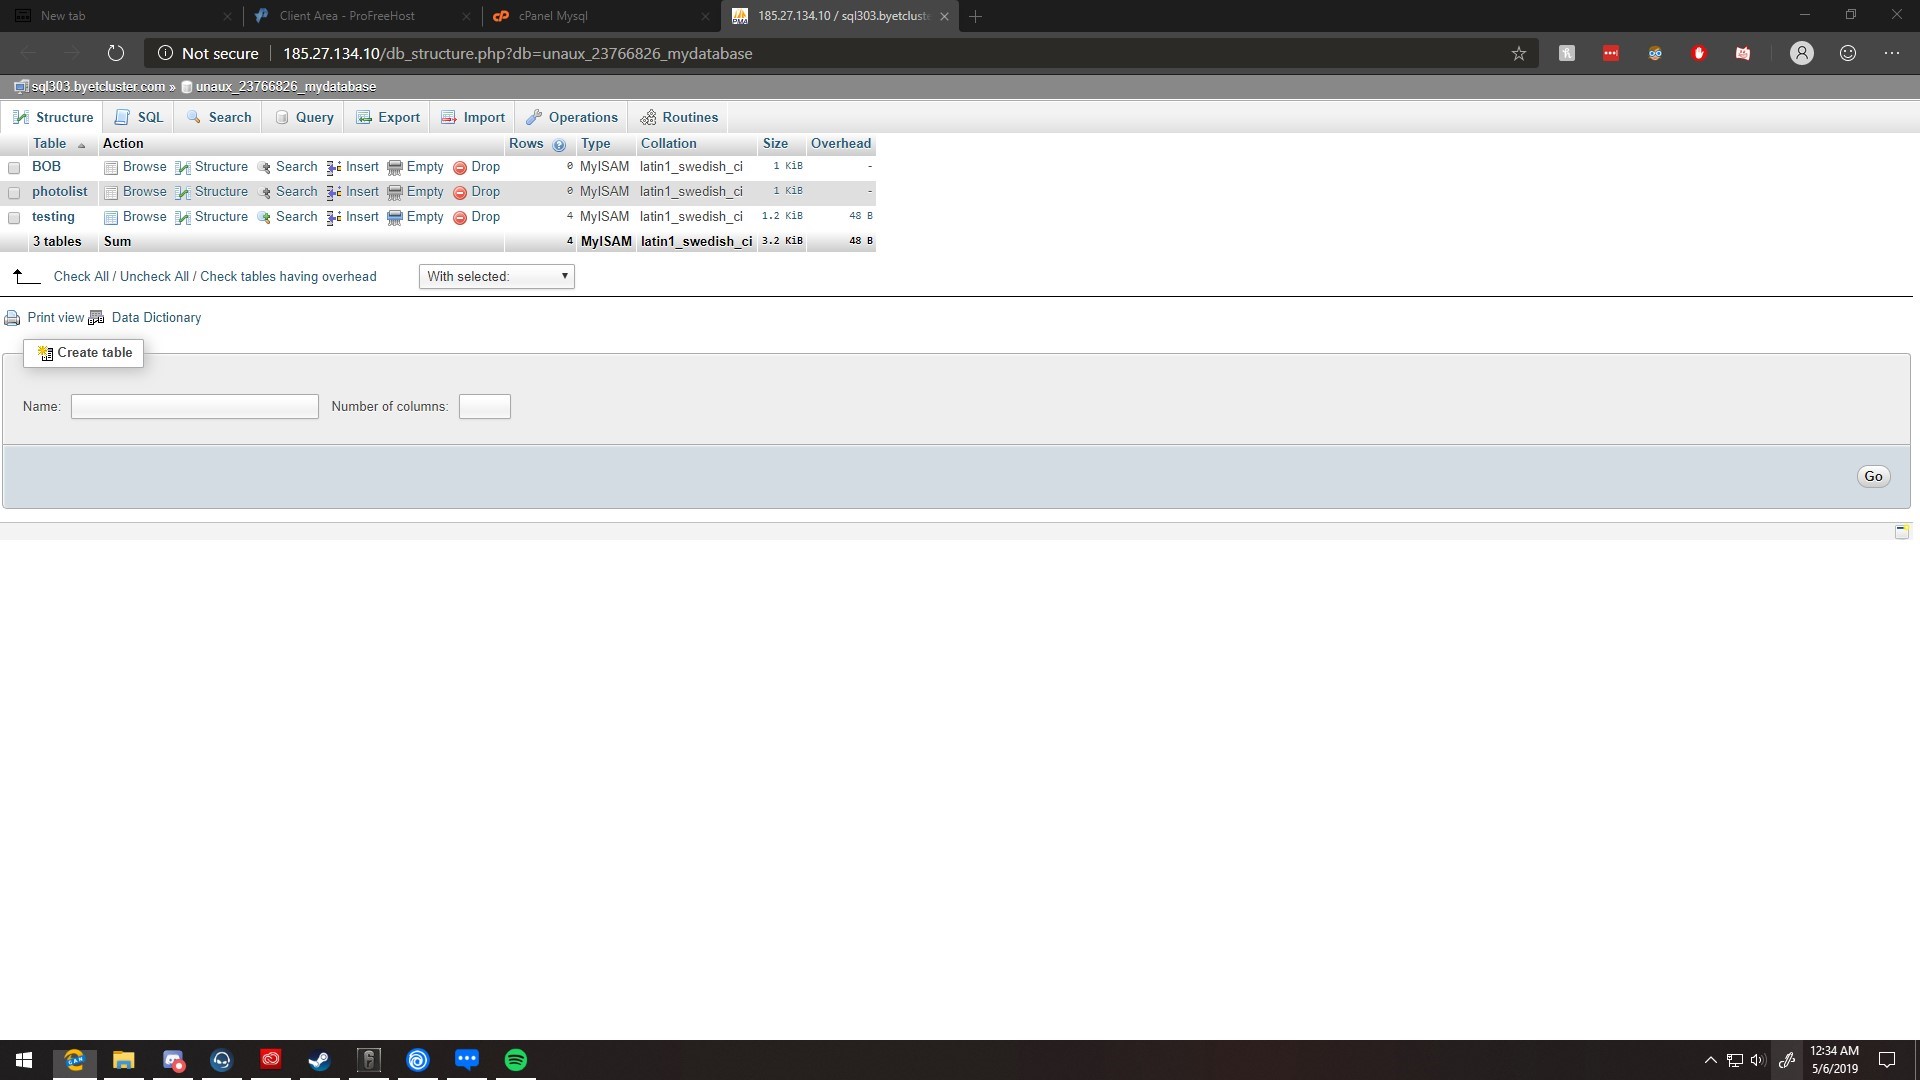 New tab
Client Area - ProFreeHost
cPanel Mysql
185.27.134.10 / sql303.byetcluste
Not secure 185.27.134.10/db_structure.php?db=unaux_23766826_mydatabase
sql303.byetcluster.com » unaux_23766826_mydatabase
Structure SQL Search Query Export Import Operations Routines
Table Action Rows Type Collation Size Overhead
BOB Browse Structure Search Insert Empty Drop 0 MyISAM latin1_swedish_ci 1 KiB -
photolist Browse Structure Search Insert Empty Drop 0 MyISAM latin1_swedish_ci 1 KiB -
testing Browse Structure Search Insert Empty Drop 4 MyISAM latin1_swedish_ci 1.2 KiB 48 B
3 tables Sum 4 MyISAM latin1_swedish_ci 3.2 KiB 48 B
Check All / Uncheck All / Check tables having overhead With selected:
Print view Data Dictionary
Create table
Name: Number of columns:
Go
12:34 AM
5/6/2019